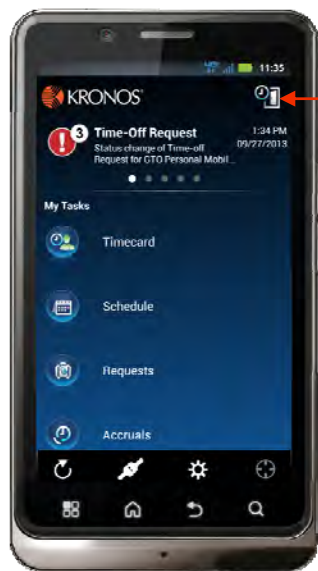 11:35
KRONOS®
3
Time-Off Request
1:34 PM
Status change of Time-off
09/27/2013
Request for GTO Personal Mobil...
My Tasks
Timecard
Schedule
Requests
Accruals